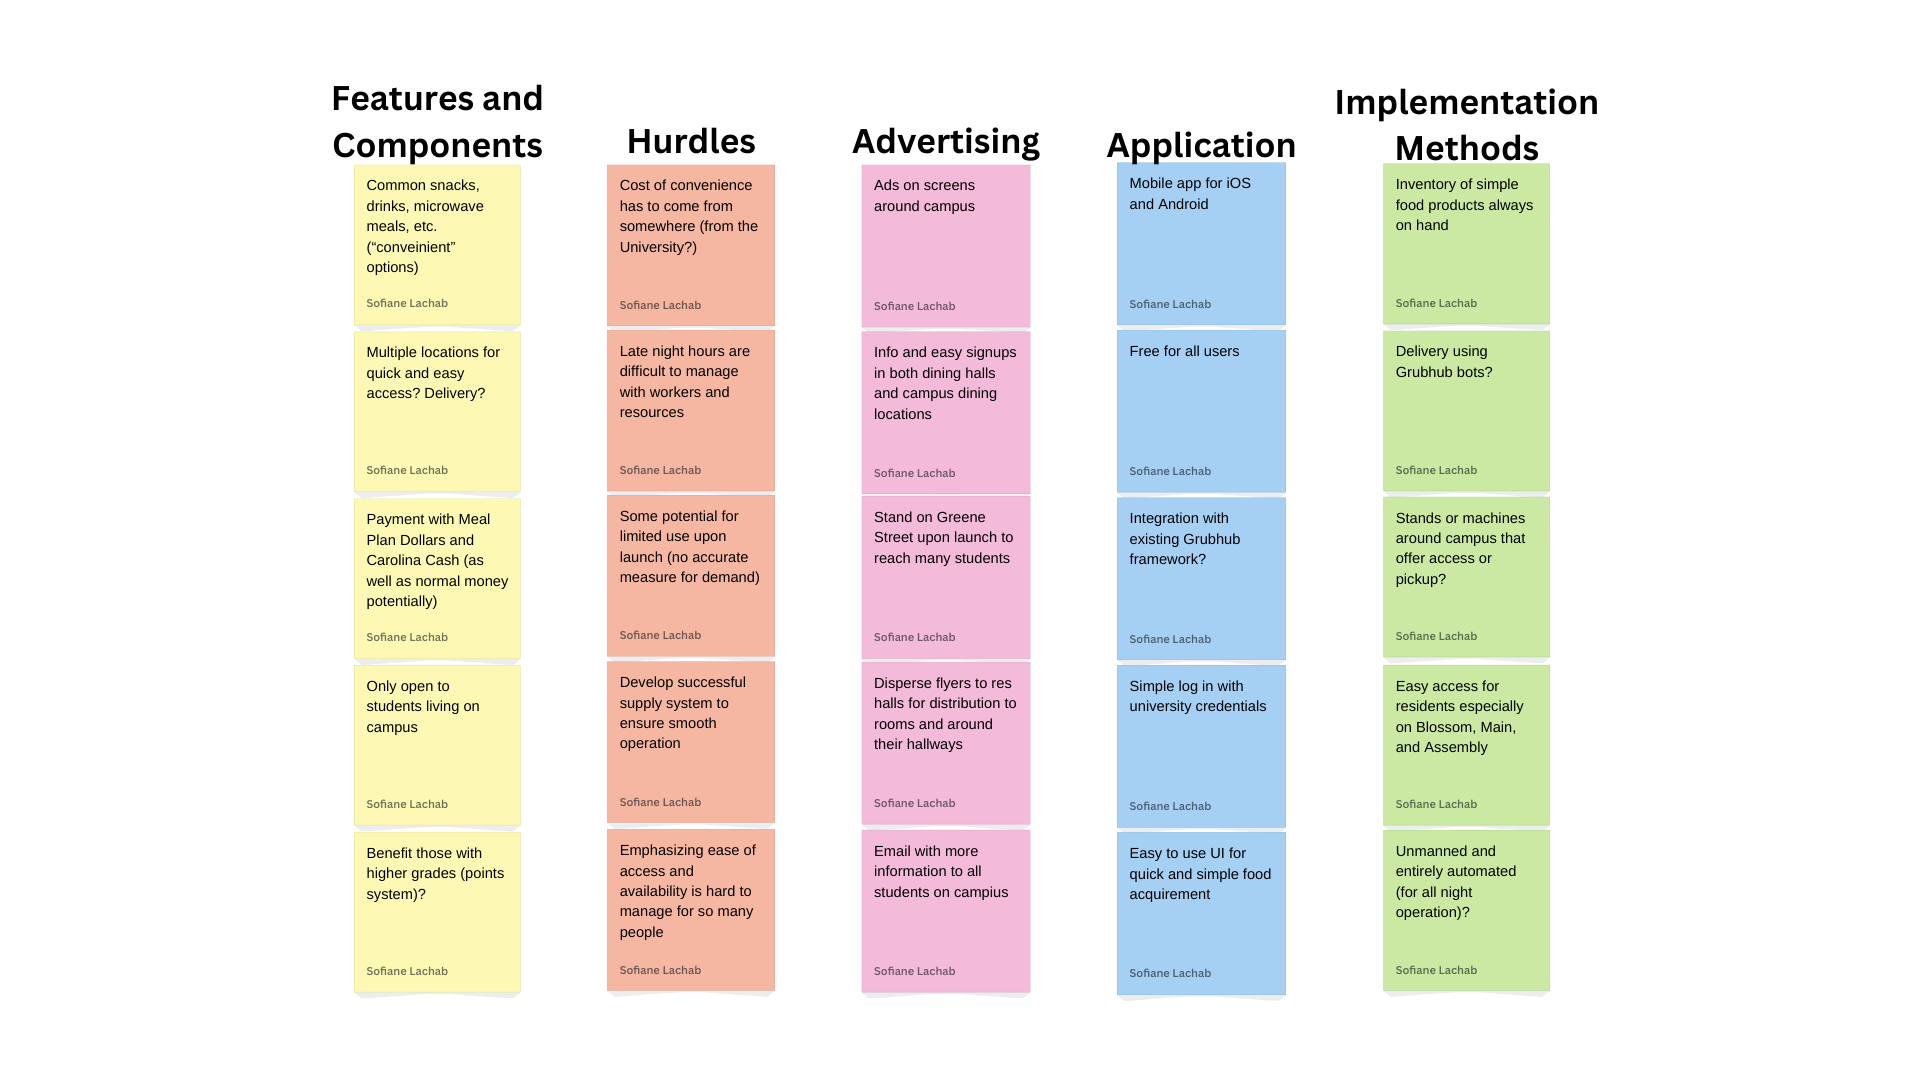 Features and
Components
Common snacks,
drinks, microwave
meals, etc.
(“conveinient”
options)
Sofiane Lachab
Multiple locations for
quick and easy
access? Delivery?
Sofiane Lachab
Payment with Meal
Plan Dollars and
Carolina Cash (as
well as normal money
potentially)
Sofiane Lachab
Only open to
students living on
campus
Sofiane Lachab
Benefit those with
higher grades (points
system)?
Sofiane Lachab
Hurdles
Cost of convenience
has to come from
somewhere (from the
University?)
Sofiane Lachab
Late night hours are
difficult to manage
with workers and
resources
Sofiane Lachab
Some potential for
limited use upon
launch (no accurate
measure for demand)
Sofiane Lachab
Develop successful
supply system to
ensure smooth
operation
Sofiane Lachab
Emphasizing ease of
access and
availability is hard to
manage for so many
people
Sofiane Lachab
Advertising
Ads on screens
around campus
Sofiane Lachab
Info and easy signups
in both dining halls
and campus dining
locations
Sofiane Lachab
Stand on Greene
Street upon launch to
reach many students
Sofiane Lachab
Disperse flyers to res
halls for distribution to
rooms and around
their hallways
Sofiane Lachab
Email with more
information to all
students on campius
Sofiane Lachab
Application
Mobile app for iOS
and Android
Sofiane Lachab
Free for all users
Sofiane Lachab
Integration with
existing Grubhub
framework?
Sofiane Lachab
Simple log in with
university credentials
Sofiane Lachab
Easy to use UI for
quick and simple food
acquirement
Sofiane Lachab
Implementation
Methods
Inventory of simple
food products always
on hand
Sofiane Lachab
Delivery using
Grubhub bots?
Sofiane Lachab
Stands or machines
around campus that
offer access or
pickup?
Sofiane Lachab
Easy access for
residents especially
on Blossom, Main,
and Assembly
Sofiane Lachab
Unmanned and
entirely automated
(for all night
operation)?
Sofiane Lachab